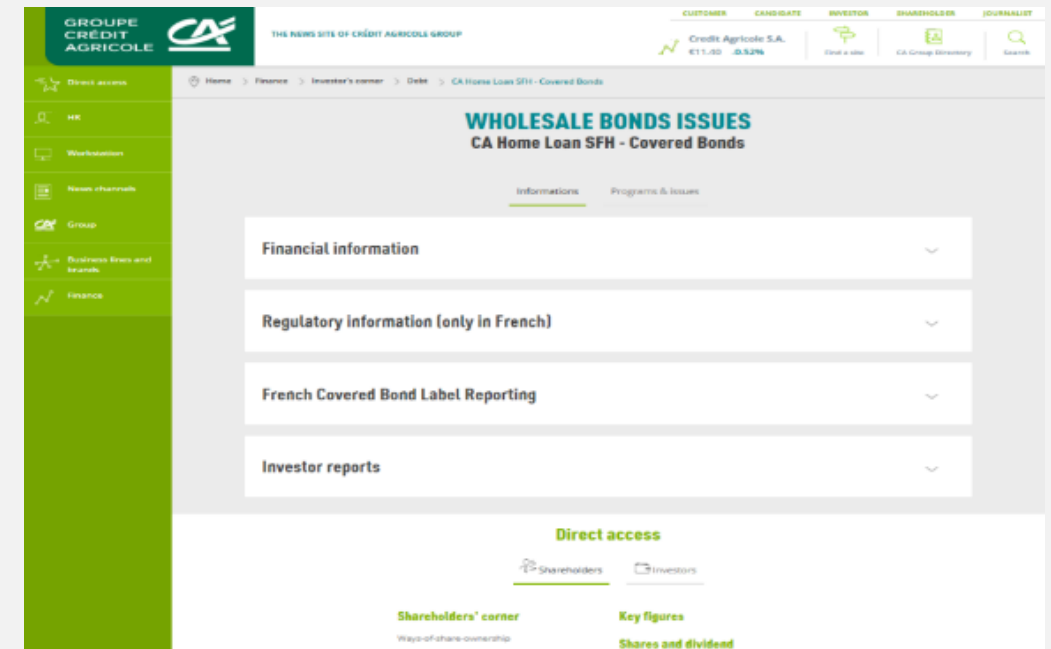 GROUPE
CRÉDIT
AGRICOLE
THE NEWS SITE OF CRÉDIT AGRICOLE GROUP
CUSTOMER CANDIDATE INVESTOR SHAREHOLDER JOURNALIST
Credit Agricole S.A.
€11.40 -0.52%
Find a site
CA Group Directory
Search
Direct access
HR
Workstation
News channels
Group
Business lines and
brands
Finance
Home > Finance > Investor's corner > Debt > CA Home Loan SFH - Covered Bonds
WHOLESALE BONDS ISSUES
CA Home Loan SFH - Covered Bonds
Informations Programs & issues
Financial information
Regulatory information (only in French)
French Covered Bond Label Reporting
Investor reports
Direct access
Shareholders Investors
Shareholders' corner
Ways-of-share-ownership
Key figures
Shares and dividend